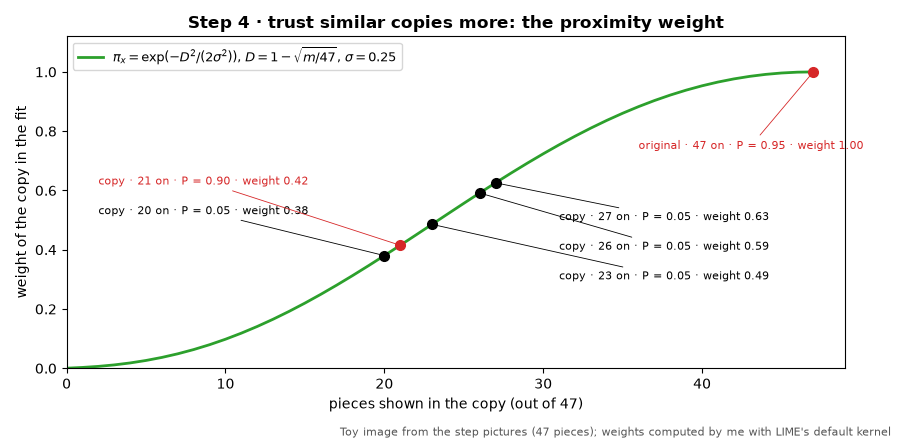 Step 4 · trust similar copies more: the proximity weight
πₓ = exp(−D²/(2σ²)), D = 1 − √m/47, σ = 0.25
weight of the copy in the fit
1.0
0.8
0.6
0.4
0.2
0.0
original · 47 on · P = 0.95 · weight 1.00
copy · 21 on · P = 0.90 · weight 0.42
copy · 20 on · P = 0.05 · weight 0.38
copy · 27 on · P = 0.05 · weight 0.63
copy · 26 on · P = 0.05 · weight 0.59
copy · 23 on · P = 0.05 · weight 0.49
0 10 20 30 40
pieces shown in the copy (out of 47)
Toy image from the step pictures (47 pieces); weights computed by me with LIME's default kernel